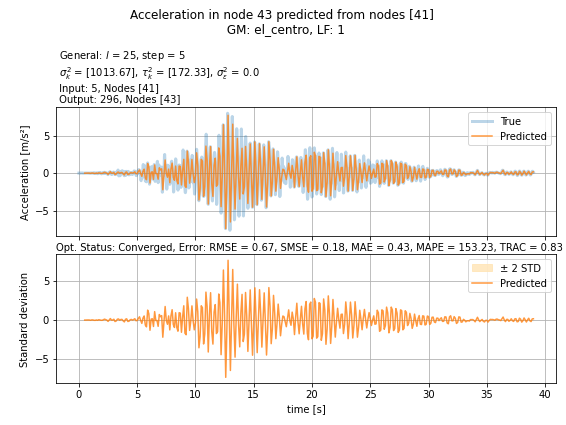 Acceleration in node 43 predicted from nodes [41]
GM: el_centro, LF: 1
General: l = 25, step = 5
σ²ₖ = [1013.67], τ²ₖ = [172.33], σ²_ε = 0.0
Input: 5, Nodes [41]
Output: 296, Nodes [43]
Acceleration [m/s²]
5
0
−5
True
Predicted
Opt. Status: Converged, Error: RMSE = 0.67, SMSE = 0.18, MAE = 0.43, MAPE = 153.23, TRAC = 0.83
Standard deviation
5
0
−5
± 2 STD
Predicted
0 5 10 15 20 25 30 35 40
time [s]